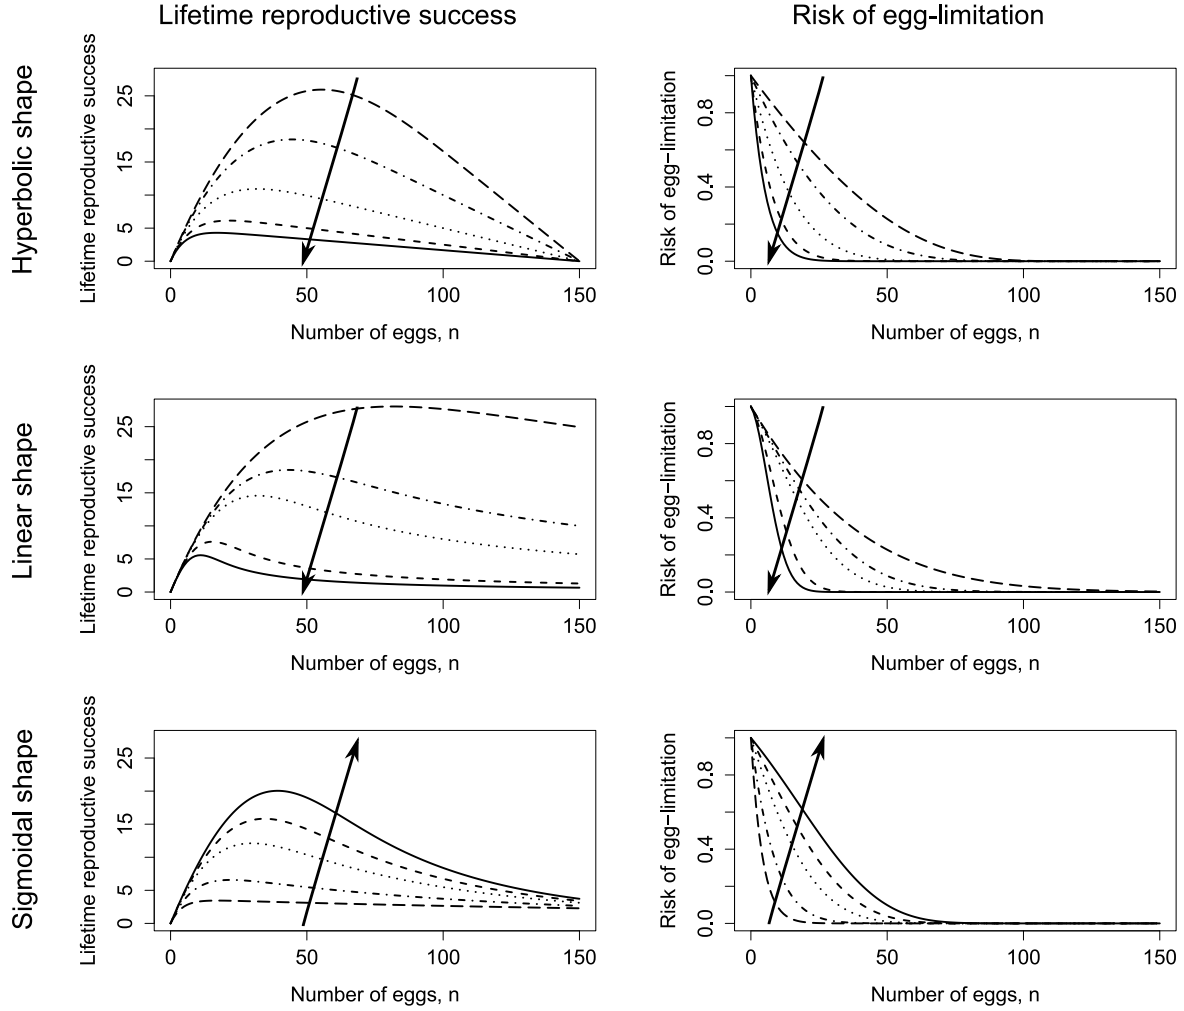 Lifetime reproductive success
Risk of egg-limitation
Hyperbolic shape
Lifetime reproductive success
25
15
5
0
0 50 100 150
Number of eggs, n
Risk of egg−limitation
0.8
0.4
0.0
0 50 100 150
Number of eggs, n
Linear shape
Lifetime reproductive success
25
15
5
0
0 50 100 150
Number of eggs, n
Risk of egg−limitation
0.8
0.4
0.0
0 50 100 150
Number of eggs, n
Sigmoidal shape
Lifetime reproductive success
25
15
5
0
0 50 100 150
Number of eggs, n
Risk of egg−limitation
0.8
0.4
0.0
0 50 100 150
Number of eggs, n